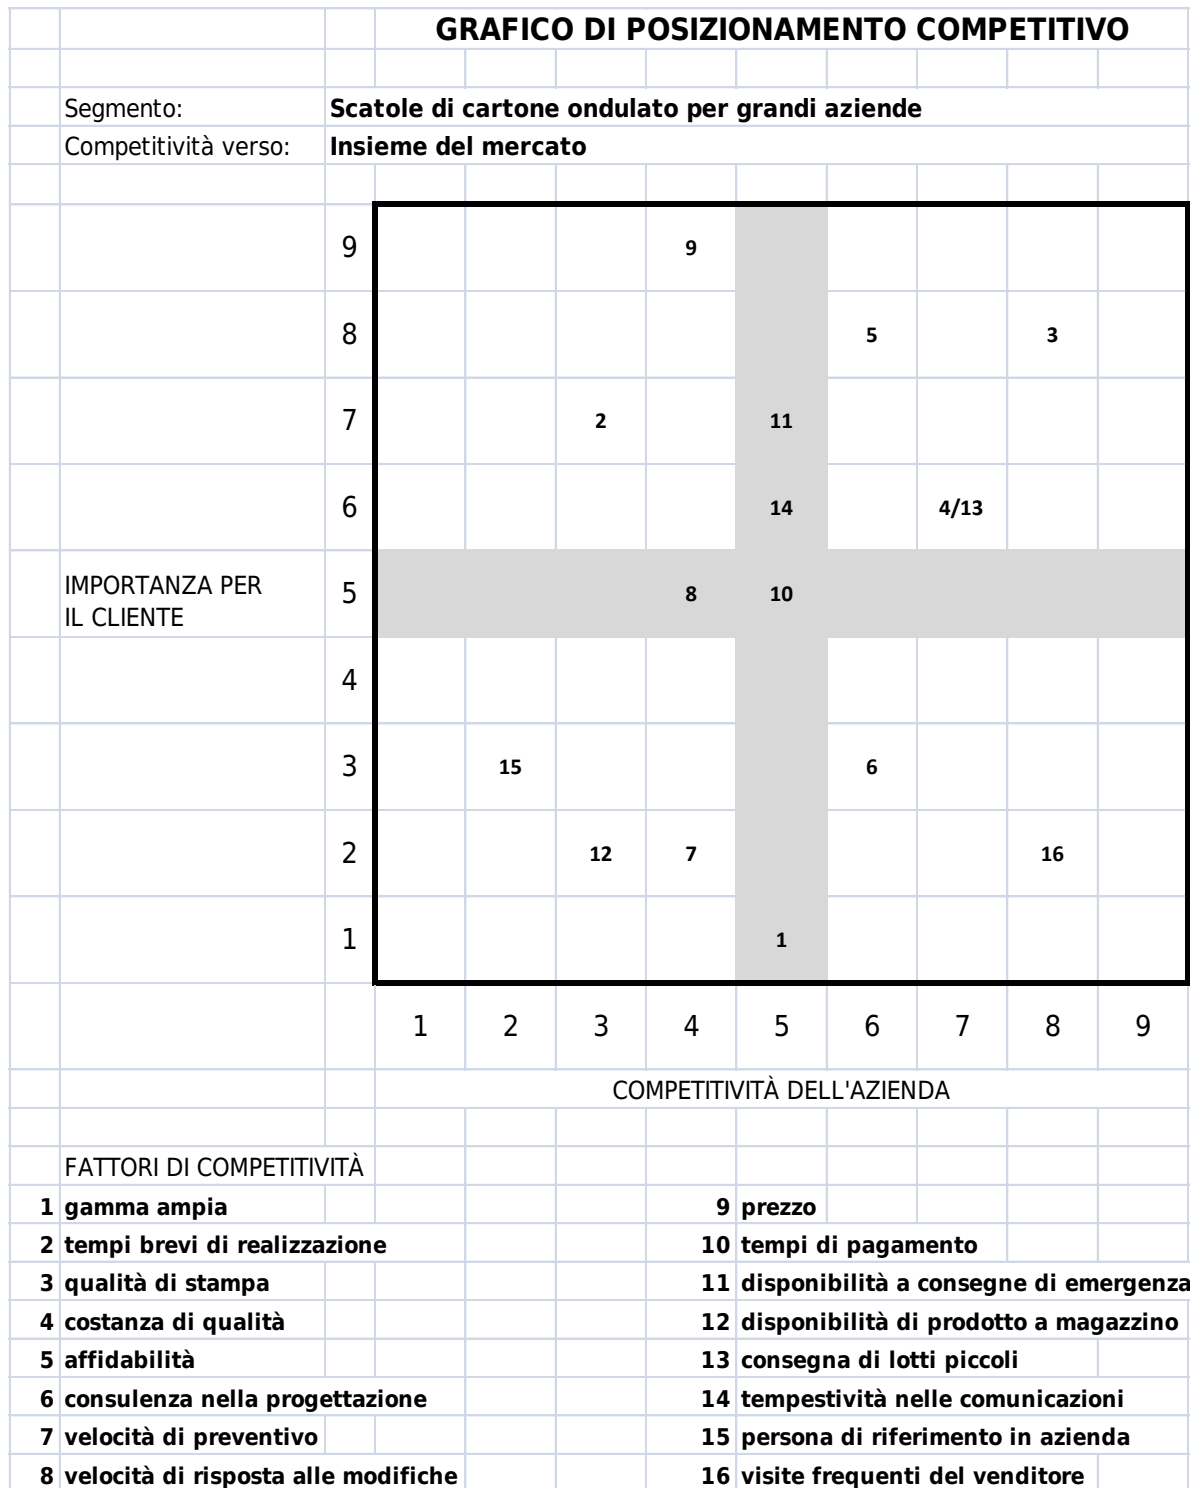 GRAFICO DI POSIZIONAMENTO COMPETITIVO
Segmento: Scatole di cartone ondulato per grandi aziende
Competitività verso: Insieme del mercato
9 9
8 5 3
7 2 11
6 14 4/13
IMPORTANZA PER
IL CLIENTE
5 8 10
4
3 15 6
2 12 7 16
1 1
1 2 3 4 5 6 7 8 9
COMPETITIVITÀ DELL'AZIENDA
FATTORI DI COMPETITIVITÀ
1 gamma ampia 9 prezzo
2 tempi brevi di realizzazione 10 tempi di pagamento
3 qualità di stampa 11 disponibilità a consegne di emergenza
4 costanza di qualità 12 disponibilità di prodotto a magazzino
5 affidabilità 13 consegna di lotti piccoli
6 consulenza nella progettazione 14 tempestività nelle comunicazioni
7 velocità di preventivo 15 persona di riferimento in azienda
8 velocità di risposta alle modifiche 16 visite frequenti del venditore